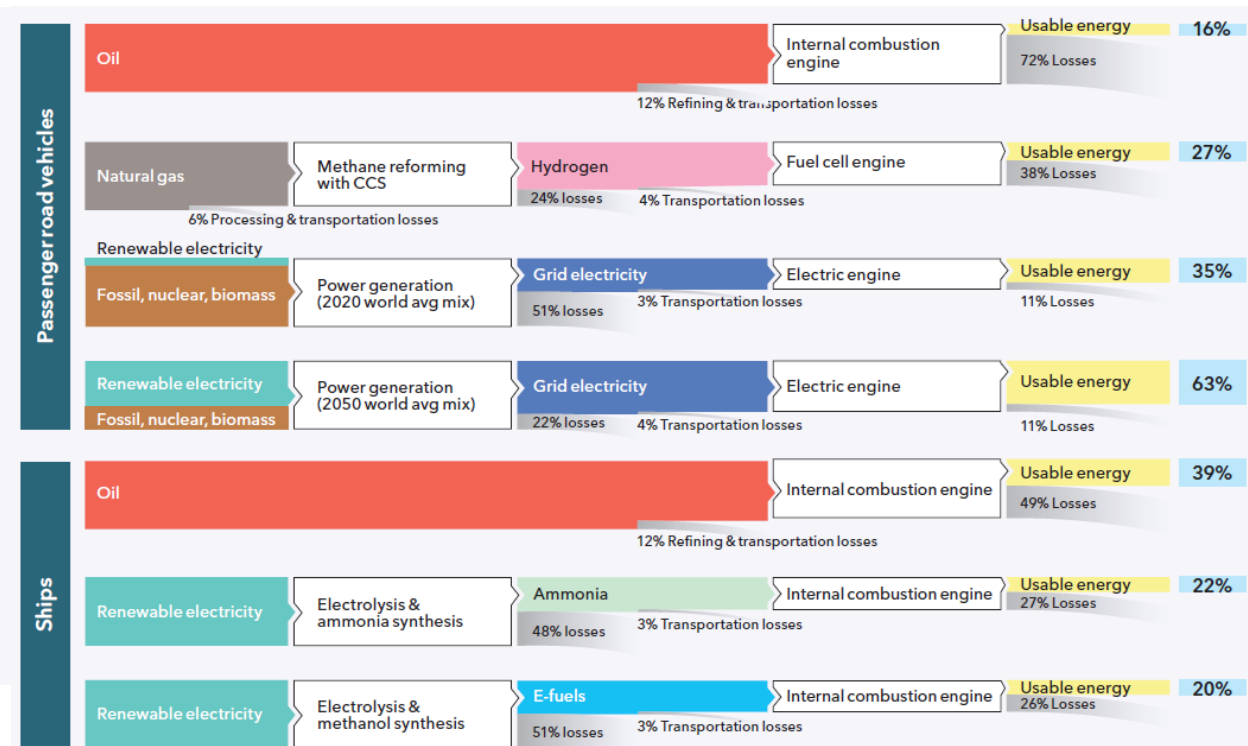 Passenger road vehicles
Oil
Internal combustion
engine
Usable energy
16%
72% Losses
12% Refining & transportation losses
Natural gas
Methane reforming
with CCS
Hydrogen
Fuel cell engine
Usable energy
27%
38% Losses
24% losses
4% Transportation losses
6% Processing & transportation losses
Renewable electricity
Fossil, nuclear, biomass
Power generation
(2020 world avg mix)
Grid electricity
Electric engine
Usable energy
35%
51% losses
3% Transportation losses
11% Losses
Renewable electricity
Fossil, nuclear, biomass
Power generation
(2050 world avg mix)
Grid electricity
Electric engine
Usable energy
63%
22% losses
4% Transportation losses
11% Losses
Ships
Oil
Internal combustion engine
Usable energy
39%
49% Losses
12% Refining & transportation losses
Renewable electricity
Electrolysis &
ammonia synthesis
Ammonia
Internal combustion engine
Usable energy
22%
27% Losses
48% losses
3% Transportation losses
Renewable electricity
Electrolysis &
methanol synthesis
E-fuels
Internal combustion engine
Usable energy
20%
26% Losses
51% losses
3% Transportation losses